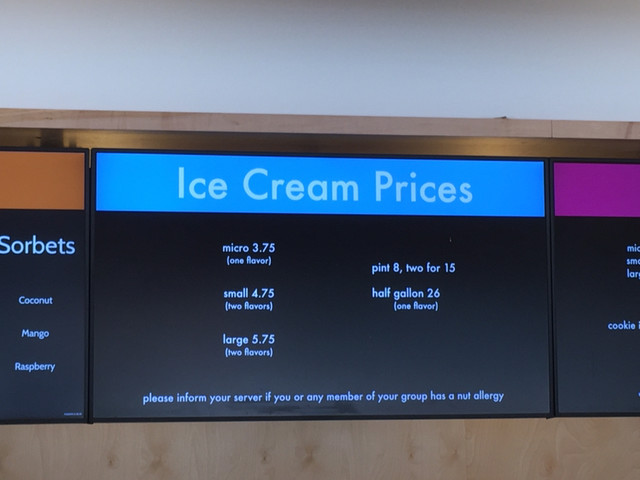 Sorbets
Coconut
Mango
Raspberry
Ice Cream Prices
micro 3.75
(one flavor)
small 4.75
(two flavors)
large 5.75
(two flavors)
pint 8, two for 15
half gallon 26
(one flavor)
please inform your server if you or any member of your group has a nut allergy
cookie